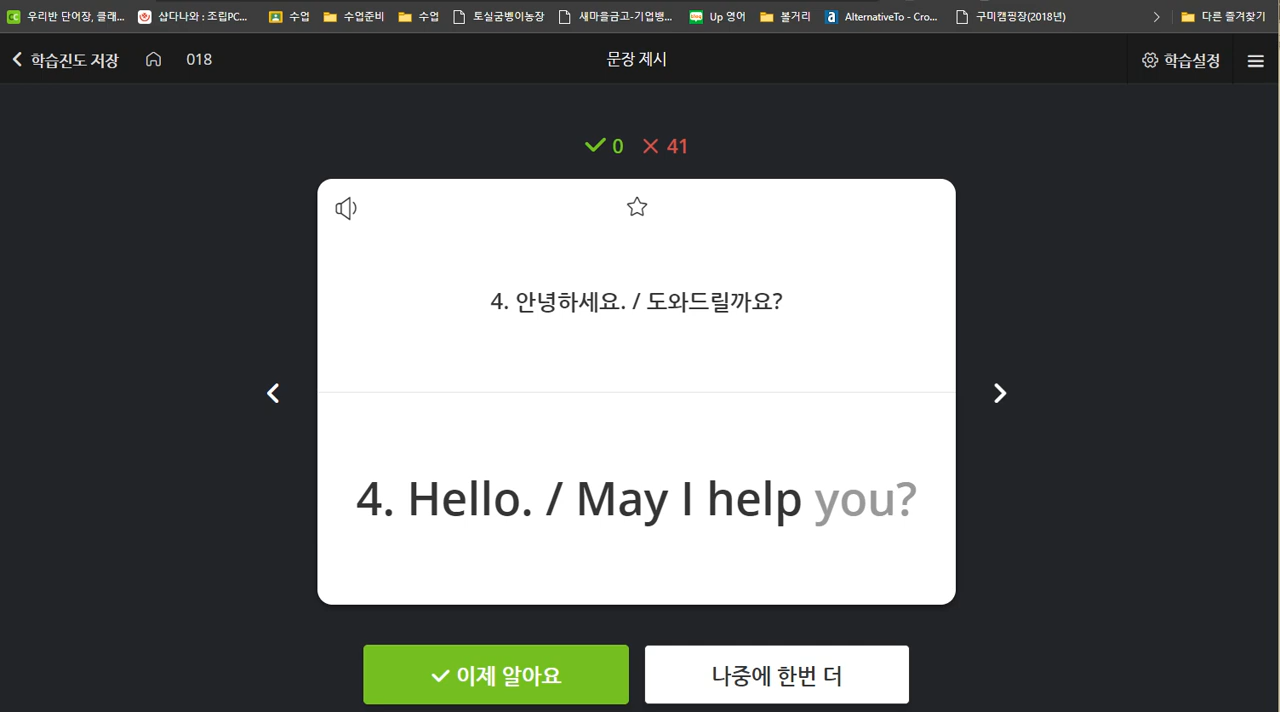 우리반 단어장, 클래... 샵다나와 : 조립PC... 수업 수업준비 수업 토실굼벵이농장 새마을금고-기업뱅... Up 영어 볼거리 AlternativeTo - Cro... 구미캠핑장(2018년) 다른 즐겨찾기
학습진도 저장 018 문장 제시 학습설정
0 41
4. 안녕하세요. / 도와드릴까요?
4. Hello. / May I help you?
이제 알아요 나중에 한번 더